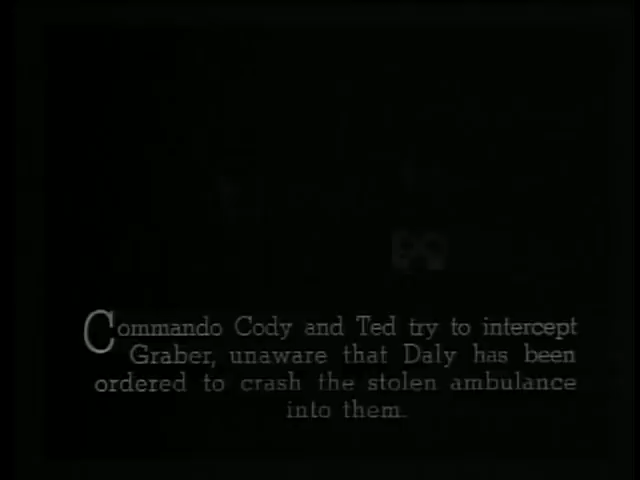 Commando Cody and Ted try to intercept
Graber, unaware that Daly has been
ordered to crash the stolen ambulance
into them.